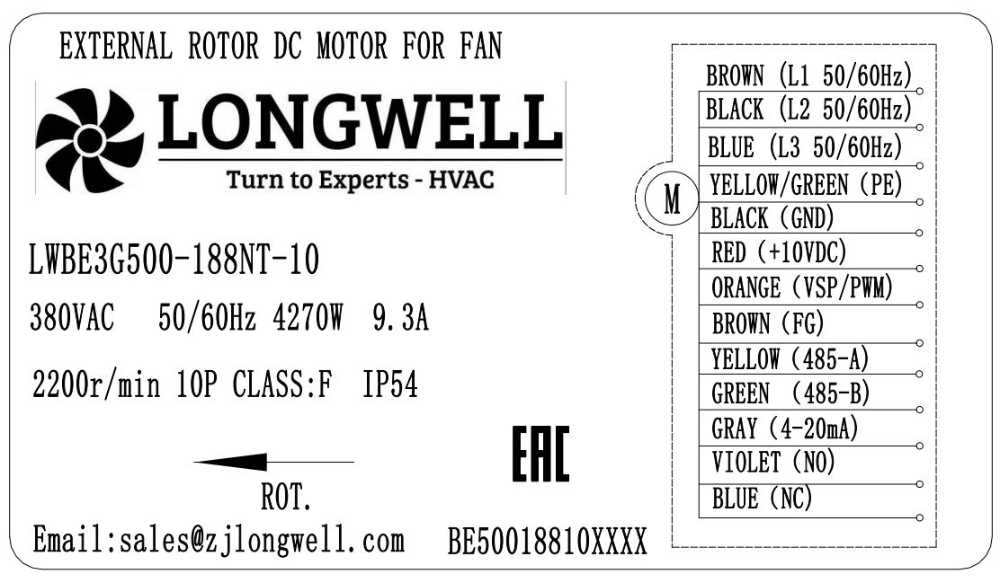 EXTERNAL ROTOR DC MOTOR FOR FAN
LONGWELL
Turn to Experts - HVAC
LWBE3G500-188NT-10
380VAC 50/60Hz 4270W 9.3A
2200r/min 10P CLASS:F IP54
EAC
ROT.
Email:sales@zjlongwell.com BE50018810XXXX
M
BROWN (L1 50/60Hz)
BLACK (L2 50/60Hz)
BLUE (L3 50/60Hz)
YELLOW/GREEN (PE)
BLACK (GND)
RED (+10VDC)
ORANGE (VSP/PWM)
BROWN (FG)
YELLOW (485-A)
GREEN (485-B)
GRAY (4-20mA)
VIOLET (NO)
BLUE (NC)